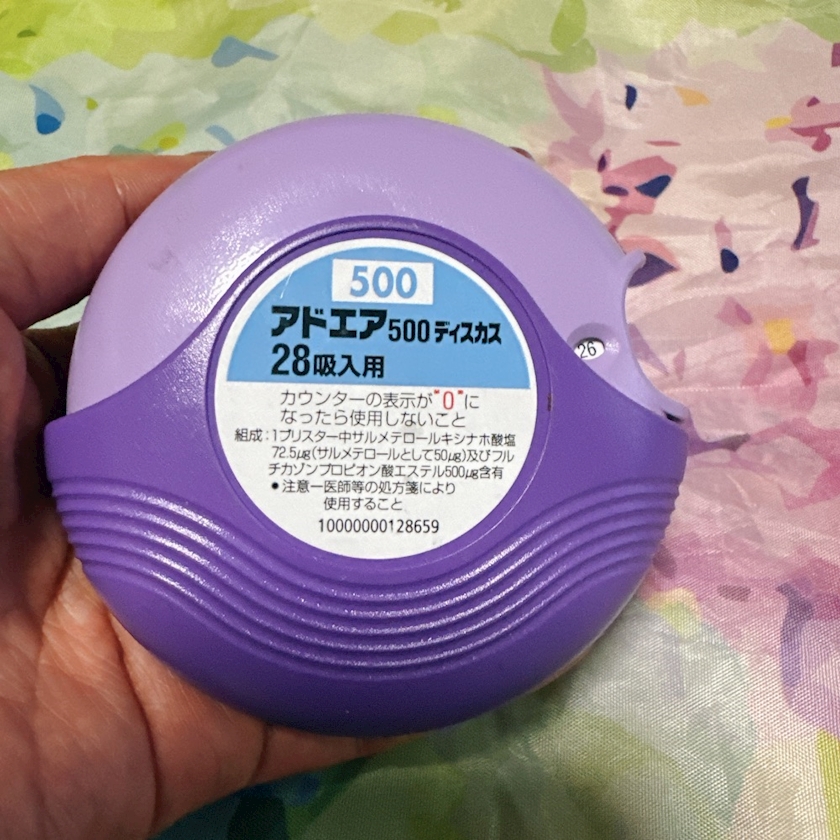 500
アドエア500ディスカス
28吸入用
26
カウンターの表示が"0"に
なったら使用しないこと
組成:1ブリスター中サルメテロールキシナホ酸塩
72.5μg(サルメテロールとして50μg)及びフル
チカゾンプロピオン酸エステル500μg含有
●注意−医師等の処方箋により
使用すること
10000000128659